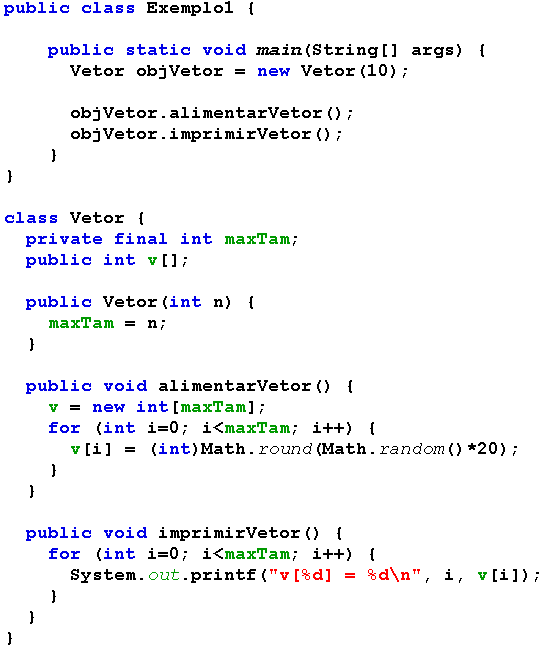 public class Exemplo1 {
public static void main(String[] args) {
Vetor objVetor = new Vetor(10);
objVetor.alimentarVetor();
objVetor.imprimirVetor();
}
}
class Vetor {
private final int maxTam;
public int v[];
public Vetor(int n) {
maxTam = n;
}
public void alimentarVetor() {
v = new int[maxTam];
for (int i=0; i<maxTam; i++) {
v[i] = (int)Math.round(Math.random()*20);
}
}
public void imprimirVetor() {
for (int i=0; i<maxTam; i++) {
System.out.printf("v[%d] = %d\n", i, v[i]);
}
}
}